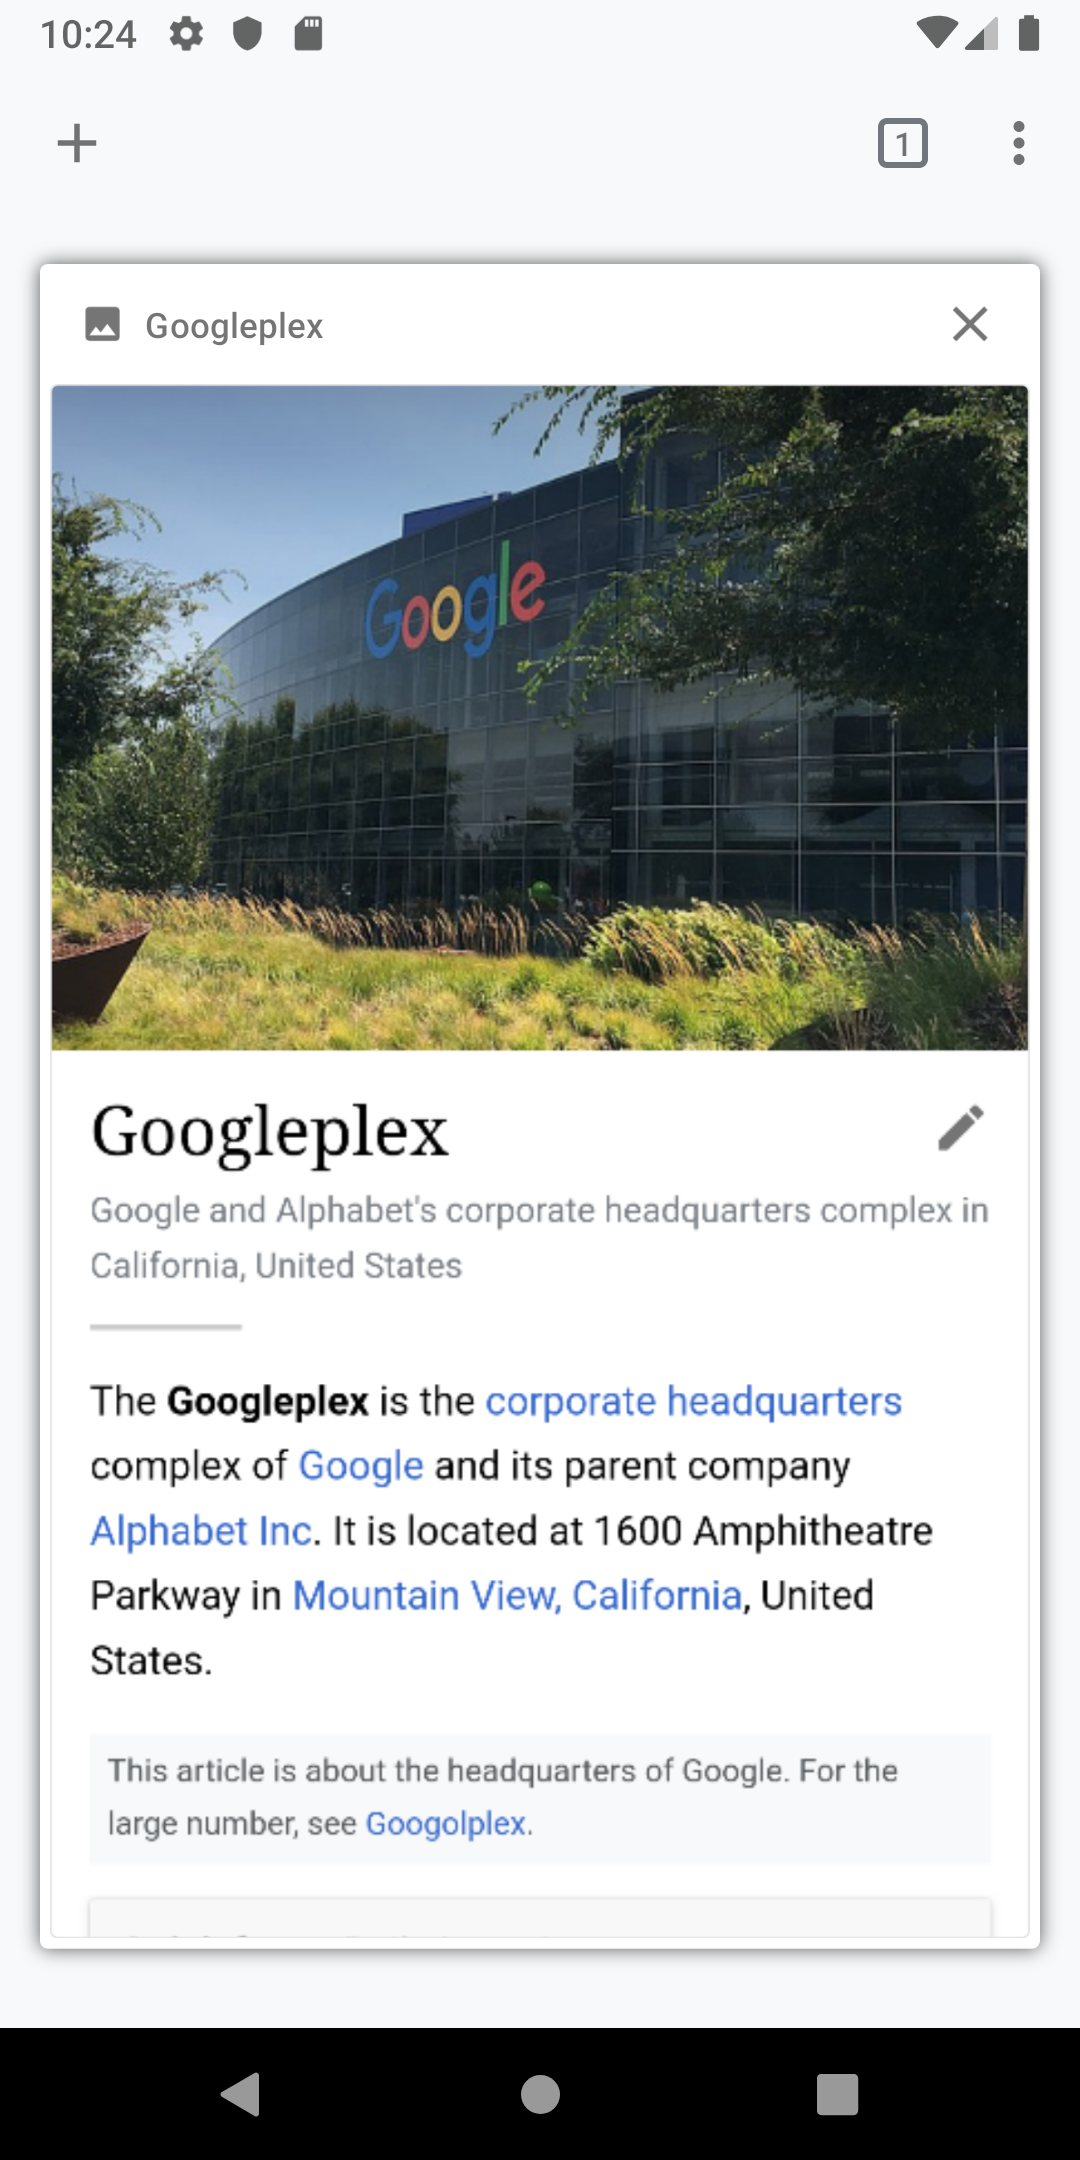 10:24
1
Googleplex
Google
Googleplex
Google and Alphabet's corporate headquarters complex in
California, United States
The Googleplex is the corporate headquarters
complex of Google and its parent company
Alphabet Inc. It is located at 1600 Amphitheatre
Parkway in Mountain View, California, United
States.
This article is about the headquarters of Google. For the
large number, see Googolplex.